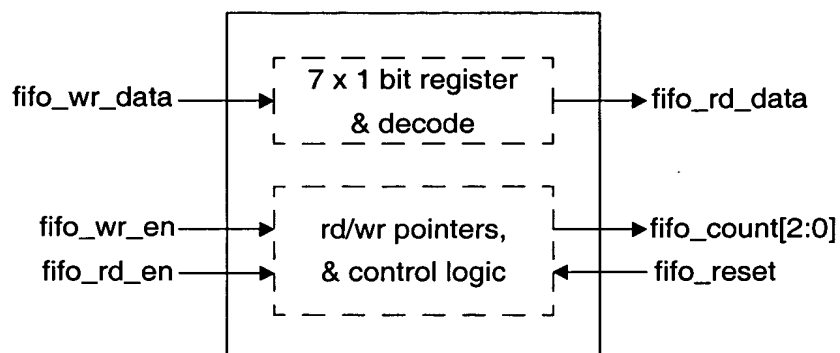 7 x 1 bit register
fifo_wr_data
fifo_rd_data
& decode
fifo_wr_en
rd/wr pointers,
fifo_count[2:0]
fifo_rd_en
& control logic
fifo_reset